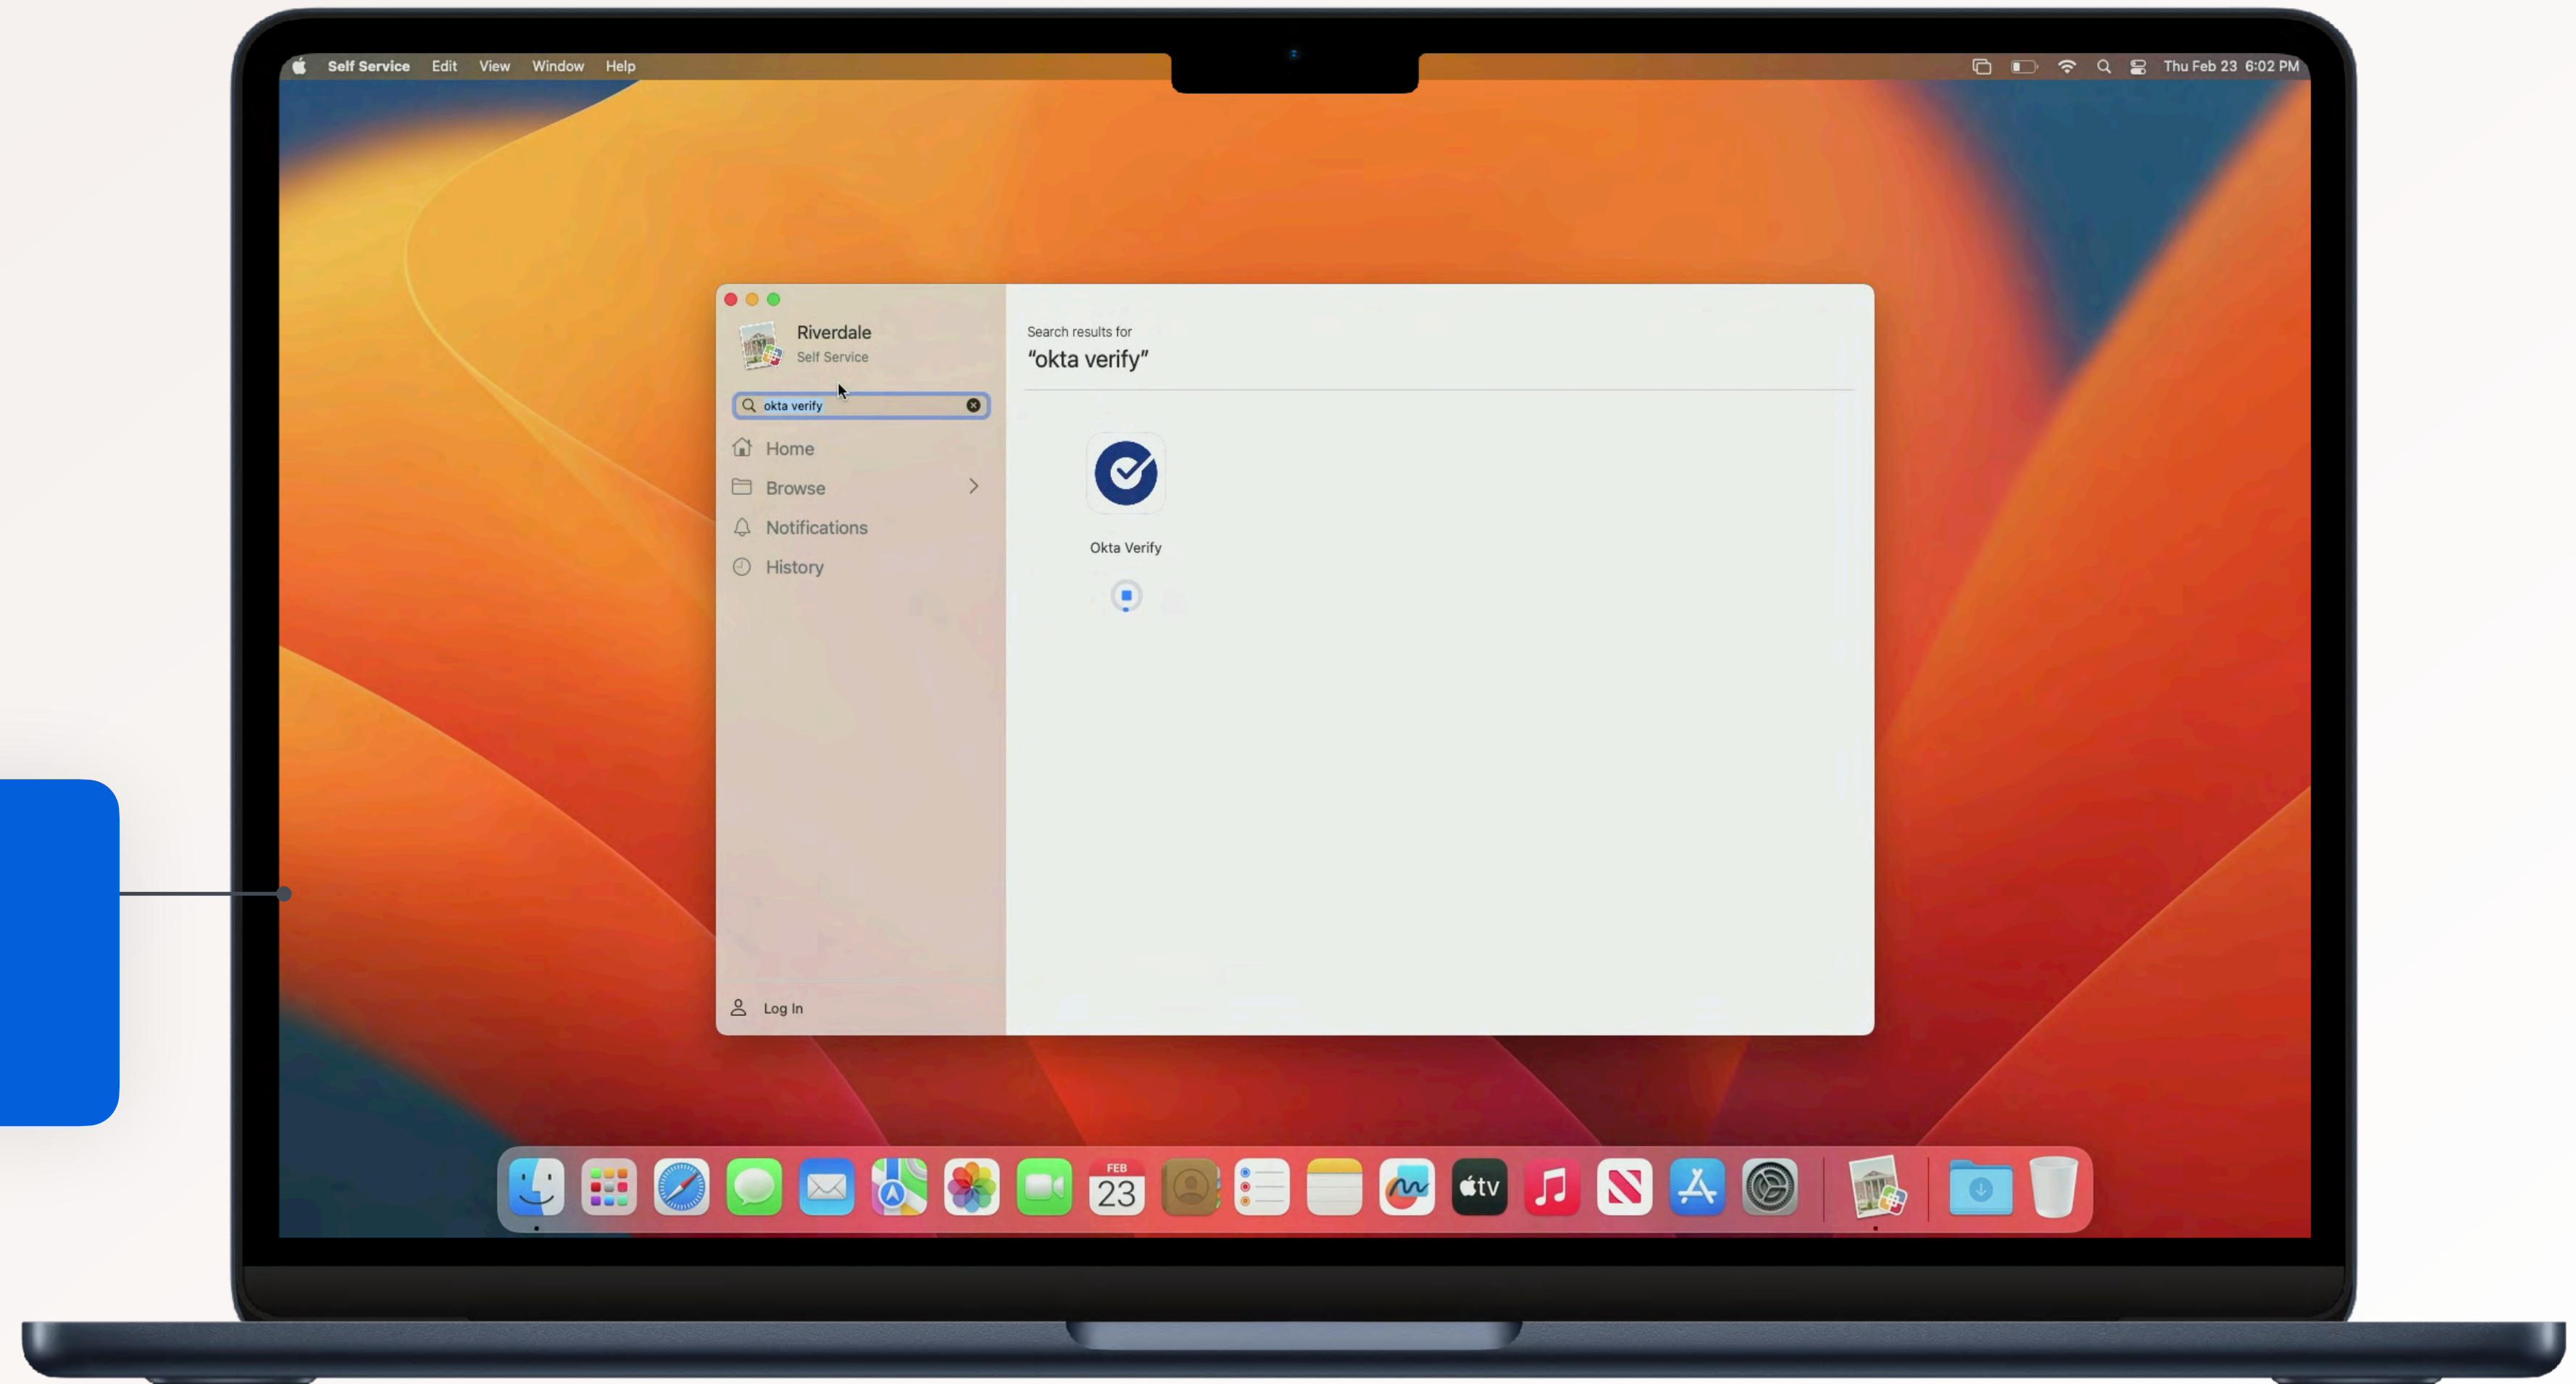 Self Service Edit View Window Help
Thu Feb 23 6:02 PM
Riverdale
Self Service
okta verify
Home
Browse
Notifications
History
Log In
Search results for
“okta verify”
Okta Verify
FEB
23
tv